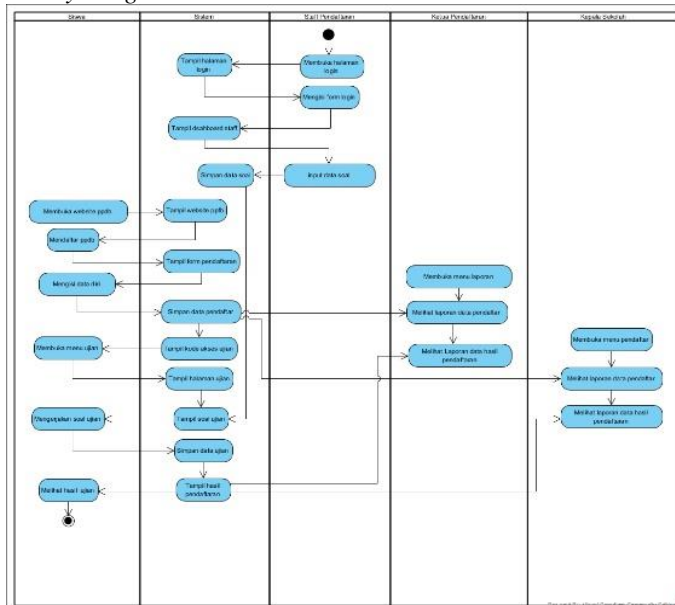 Siswa
Sistem
Staff Pendaftaran
Ketua Pendaftaran
Kepala Sekolah
Membuka halaman
login
Tampil halaman
login
Mengisi form login
Tampil dsahboard staff
Input data soal
Simpan data soal
Membuka website ppdb
Tampil website ppdb
Mendaftar ppdb
Tampil form pendaftaran
Mengisi data diri
Simpan data pendaftar
Membuka menu laporan
Melihat laporan data pendaftar
Melihat Laporan data hasil
pendaftaran
Membuka menu pendaftar
Melihat laporan data pendaftar
Melihat laporan data hasil
pendaftaran
Tampil kode akses ujian
Membuka menu ujian
Tampil halaman ujian
Tampil soal ujian
Mengerjakan soal ujian
Simpan data ujian
Tampil hasil
pendaftaran
Melihat hasil ujian